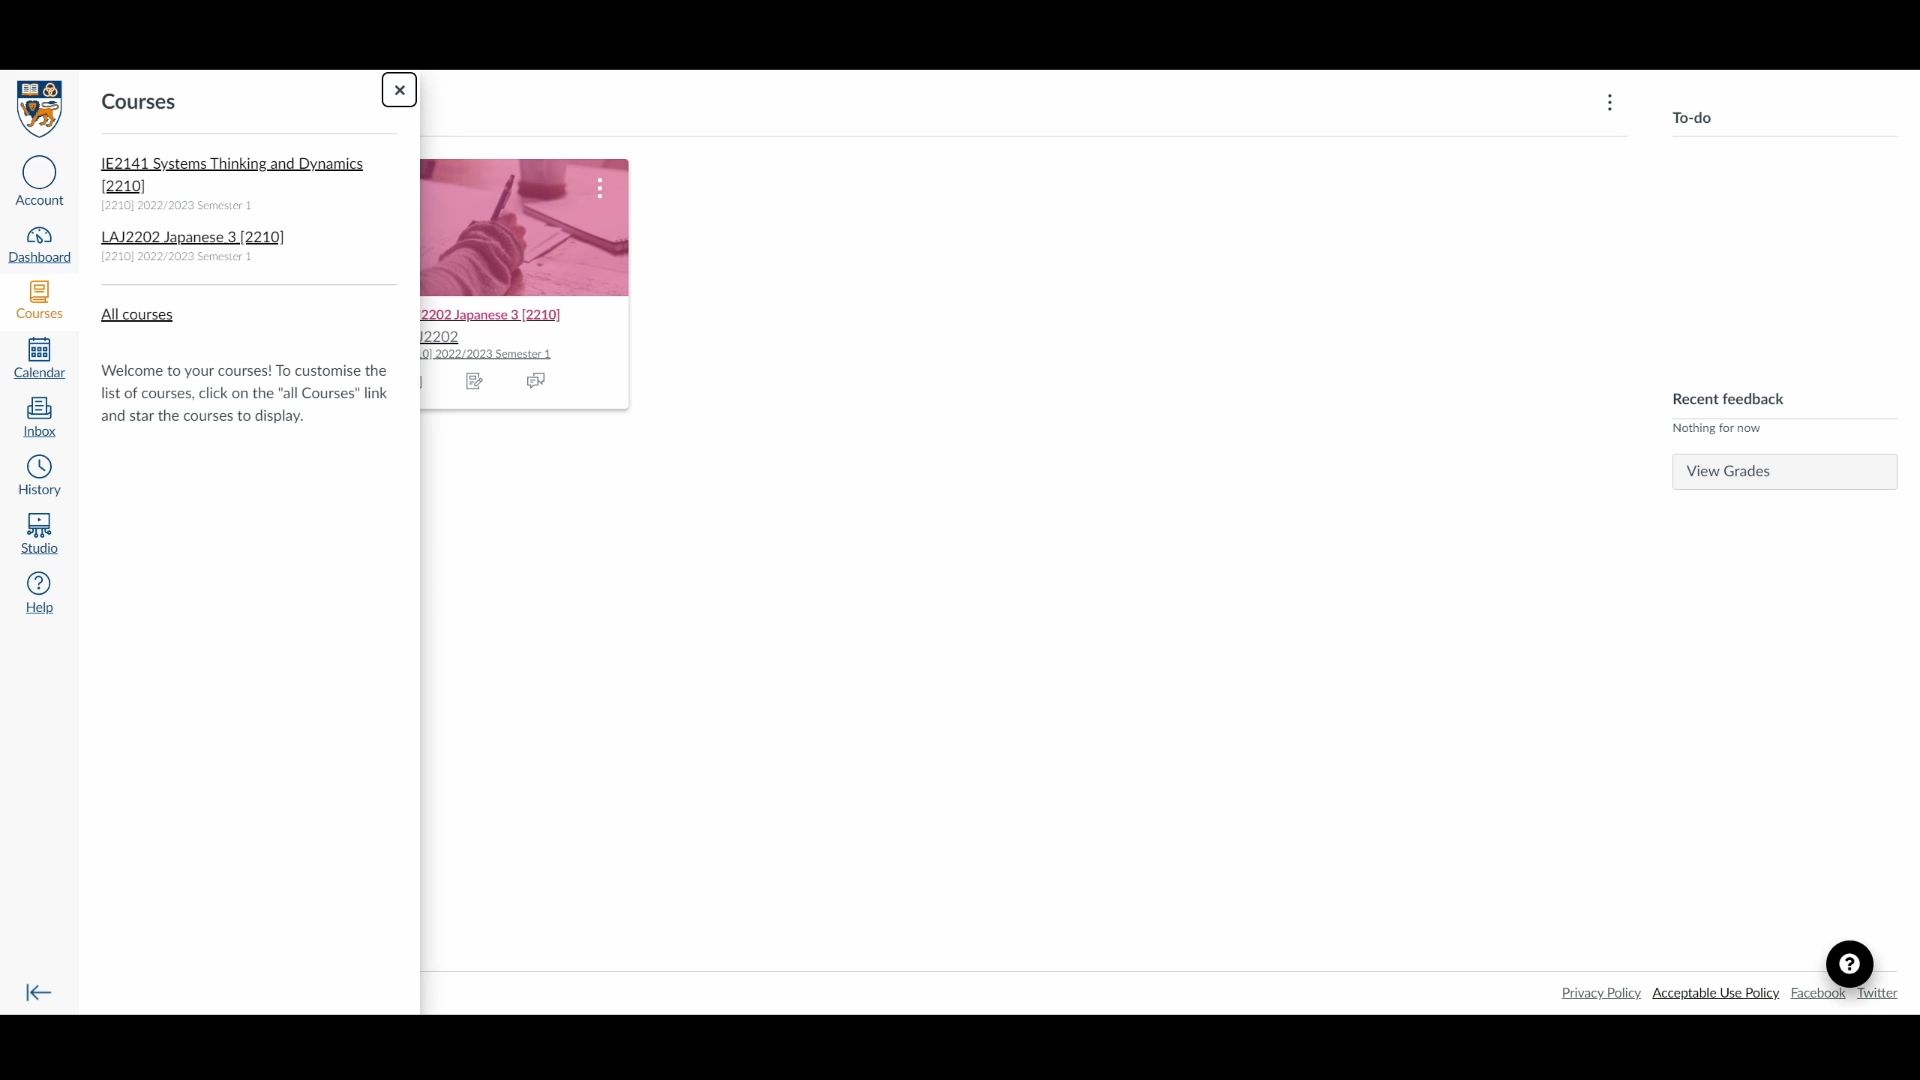 Courses
IE2141 Systems Thinking and Dynamics
[2210]
[2210] 2022/2023 Semester 1
LAJ2202 Japanese 3 [2210]
[2210] 2022/2023 Semester 1
All courses
Welcome to your courses! To customise the
list of courses, click on the "all Courses" link
and star the courses to display.
Account
Dashboard
Courses
Calendar
Inbox
History
Studio
Help
2202 Japanese 3 [2210]
J2202
0] 2022/2023 Semester 1
To-do
Recent feedback
Nothing for now
View Grades
Privacy Policy Acceptable Use Policy Facebook Twitter